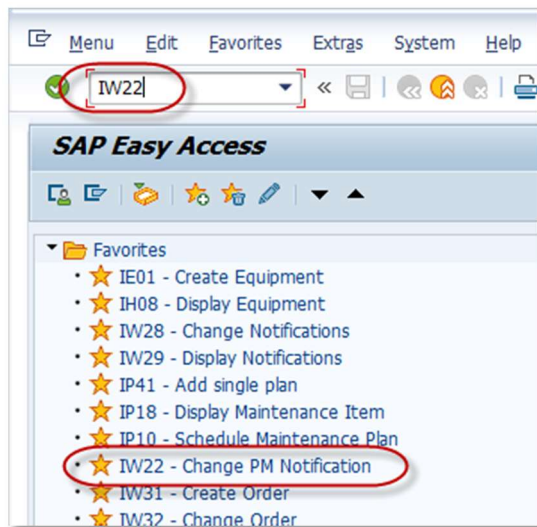 Menu Edit Favorites Extras System Help
IW22
SAP Easy Access
Favorites
IE01 - Create Equipment
IH08 - Display Equipment
IW28 - Change Notifications
IW29 - Display Notifications
IP41 - Add single plan
IP18 - Display Maintenance Item
IP10 - Schedule Maintenance Plan
IW22 - Change PM Notification
IW31 - Create Order
IW32 - Change Order